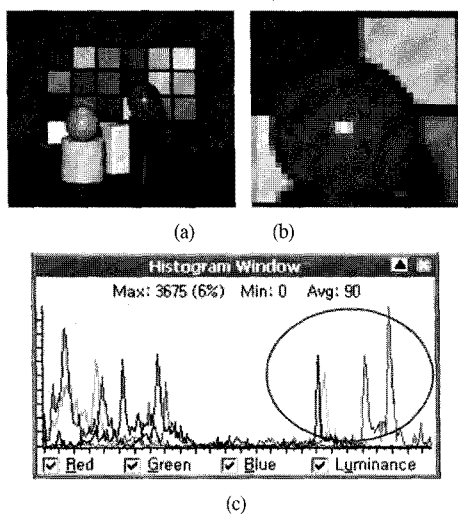 (a) (b)
Histogram Window
Max: 3675 (6%) Min: 0 Avg: 90
Red Green Blue Luminance
(c)